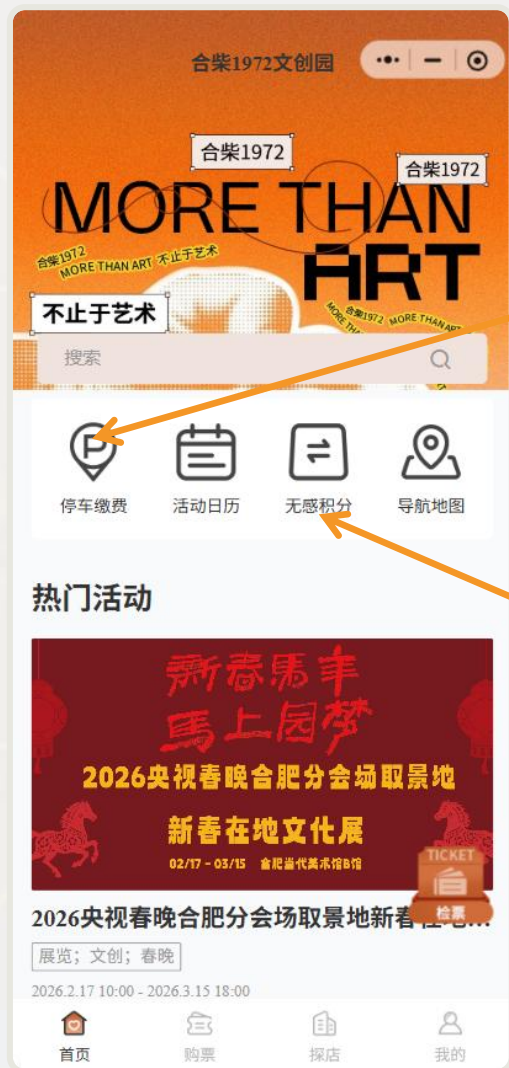 合柴1972文创园
合柴1972
合柴1972
MORE THAN
ART
合柴1972
MORE THAN ART 不止于艺术
不止于艺术
合柴1972 MORE THAN ART
搜索
P
停车缴费
活动日历
无感积分
导航地图
热门活动
新春馬丰
馬上园梦
2026央视春晚合肥分会场取景地
新春在地文化展
02/17 - 03/15 合肥当代美术馆B馆
TICKET
检票
2026央视春晚合肥分会场取景地新春在地...
展览；文创；春晚
2026.2.17 10:00 - 2026.3.15 18:00
首页
购票
探店
我的